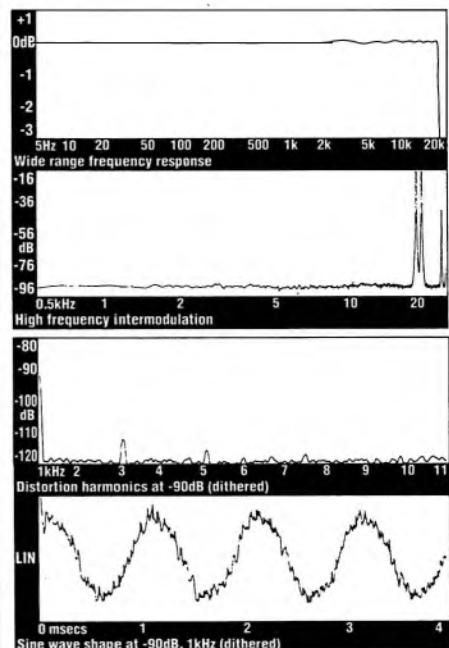 +1
0dB
-1
-2
-3
5Hz 10 20 50 100 200 500 1k 2k 5k 10k 20k
Wide range frequency response
-16
-36
-56
dB
-76
-96
0.5kHz 1 2 5 10 20
High frequency intermodulation
-80
-90
-100
dB
-110
-120
1kHz 2 3 4 5 6 7 8 9 10 11
Distortion harmonics at -90dB (dithered)
LIN
0 msecs 1 2 3 4
Sine wave shape at -90dB, 1kHz (dithered)